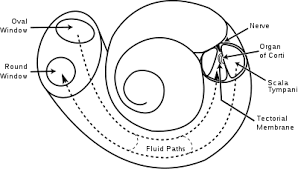 Oval
Window
Round
Window
Nerve
Organ
of Corti
Scala
Tympani
Tectorial
Membrane
Fluid Paths